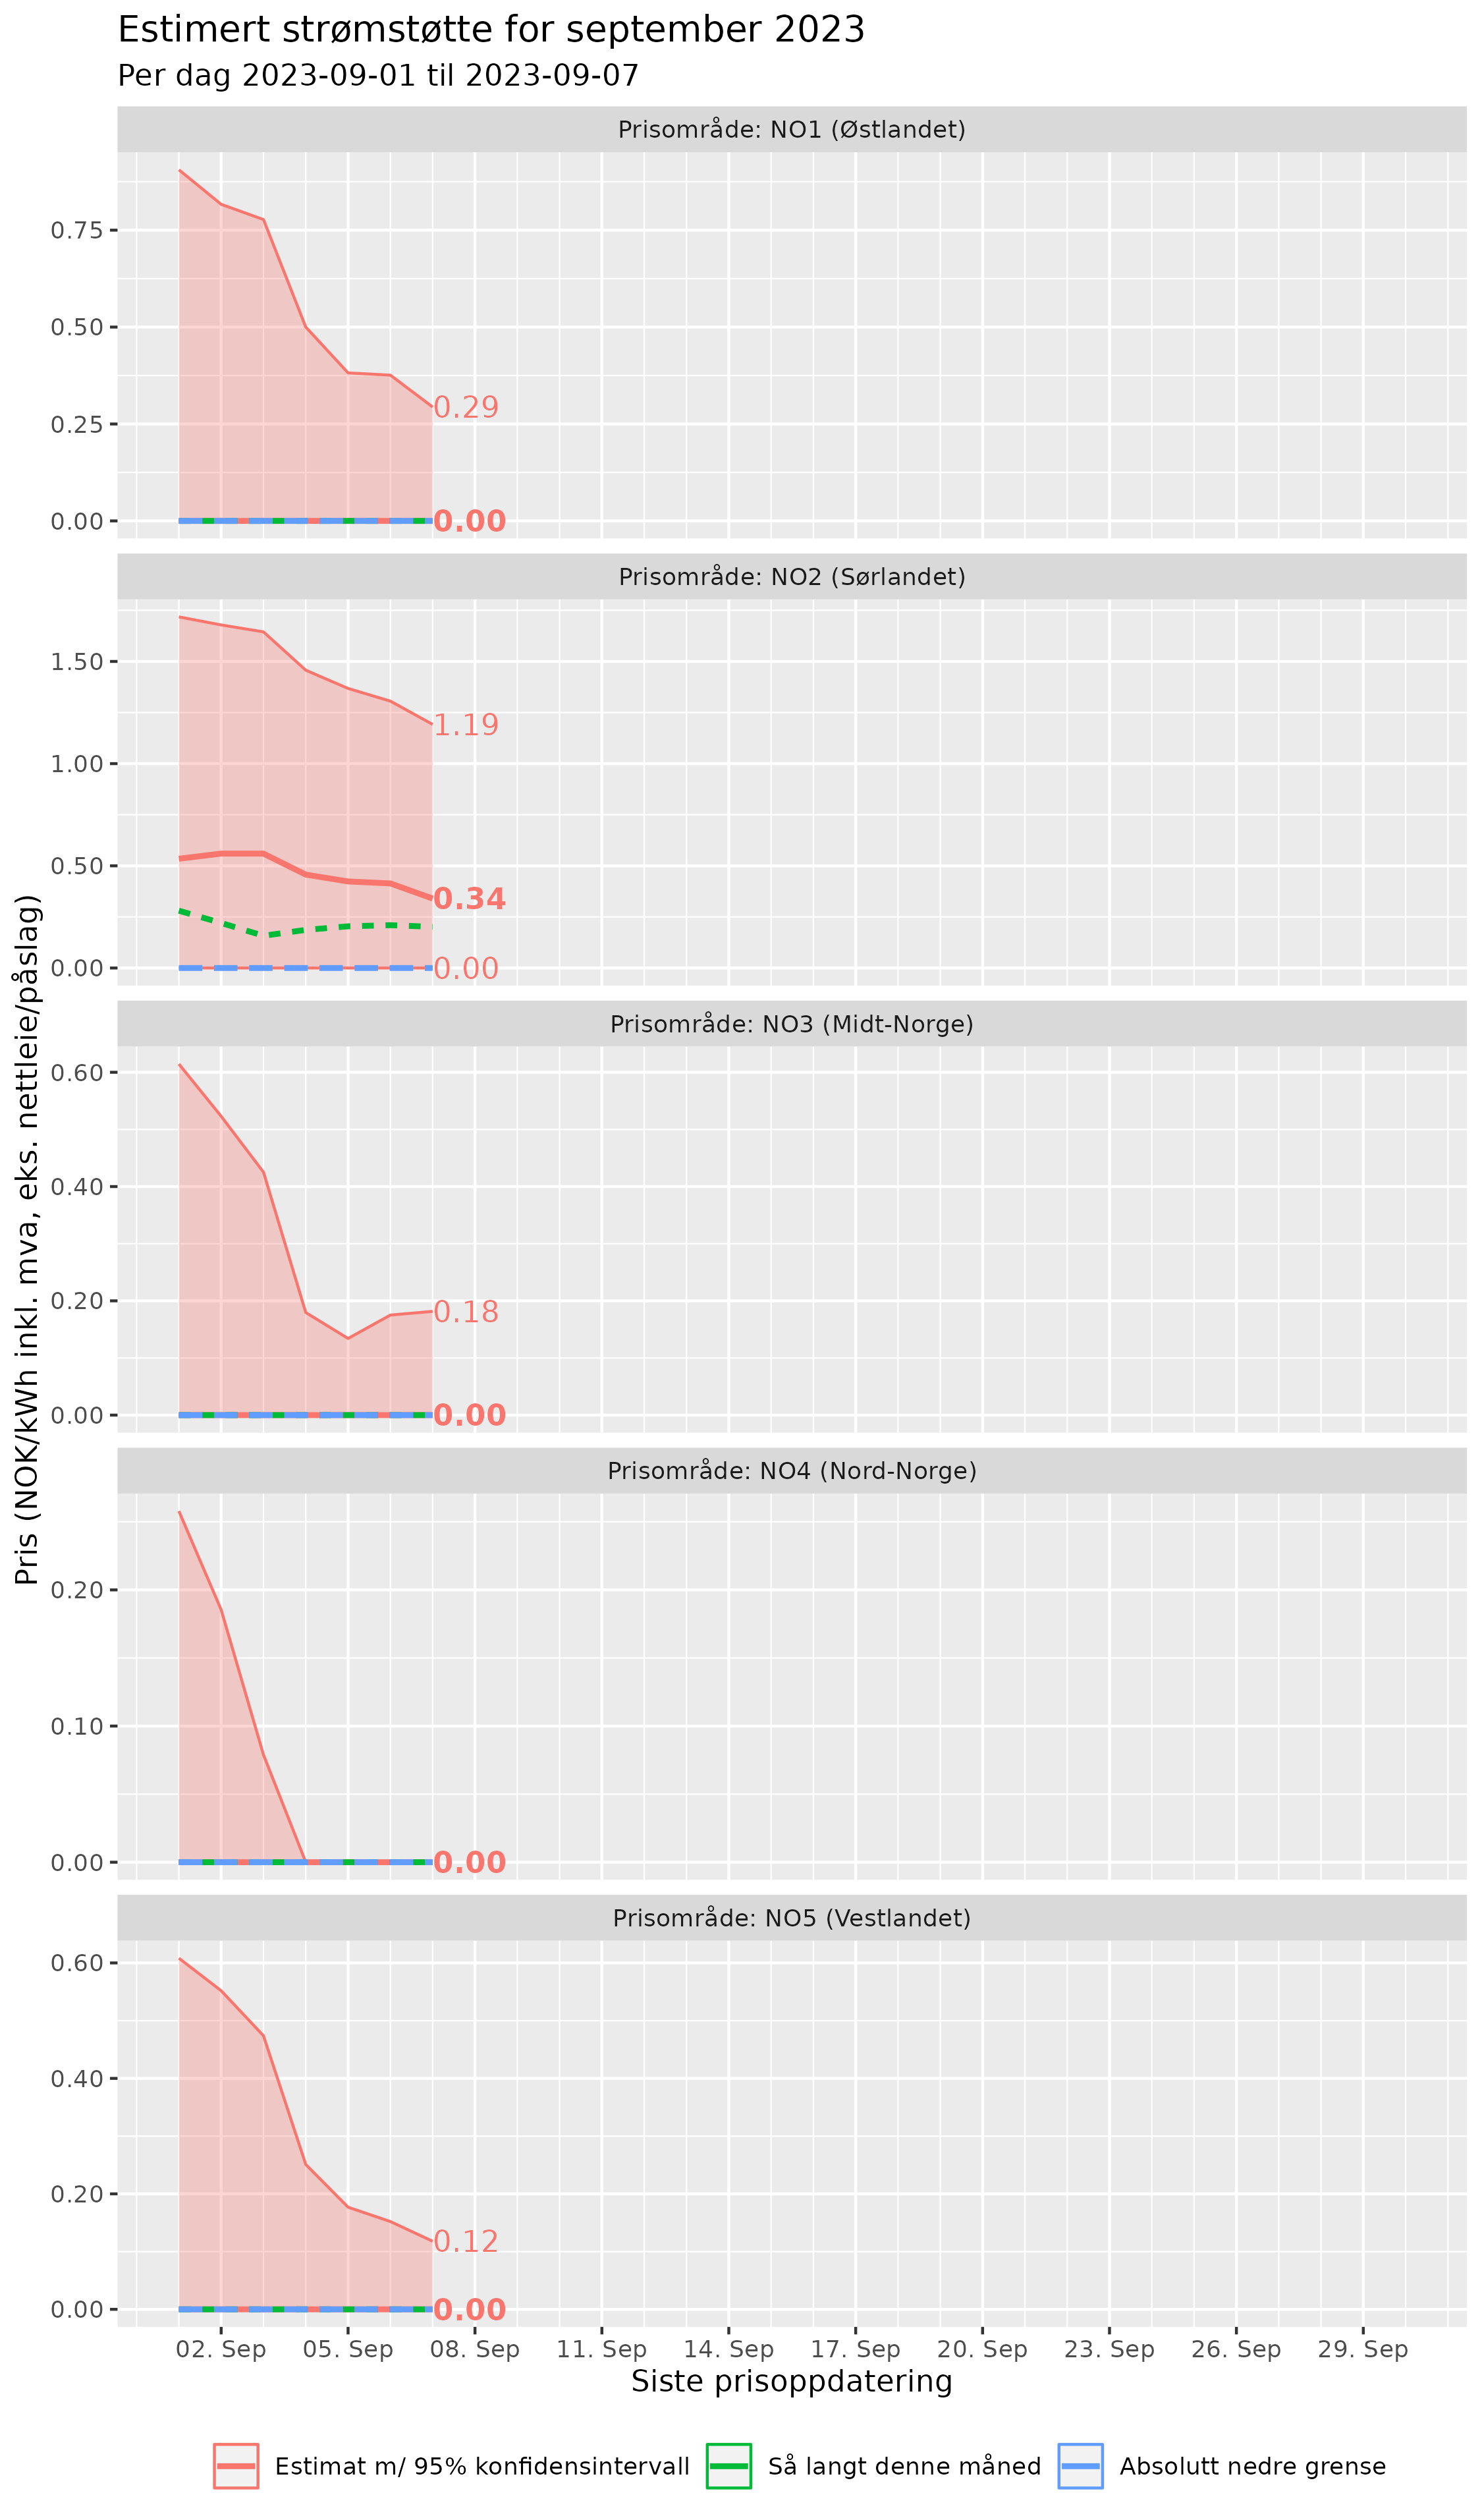 Estimert strømstøtte for september 2023
Per dag 2023-09-01 til 2023-09-07
Pris (NOK/kWh inkl. mva, eks. nettleie/påslag)
Prisområde: NO1 (Østlandet)
0.75
0.50
0.25
0.00
0.29
0.00
Prisområde: NO2 (Sørlandet)
1.50
1.00
0.50
0.00
1.19
0.34
0.00
Prisområde: NO3 (Midt-Norge)
0.60
0.40
0.20
0.00
0.18
0.00
Prisområde: NO4 (Nord-Norge)
0.20
0.10
0.00
0.00
Prisområde: NO5 (Vestlandet)
0.60
0.40
0.20
0.00
0.12
0.00
02. Sep 05. Sep 08. Sep 11. Sep 14. Sep 17. Sep 20. Sep 23. Sep 26. Sep 29. Sep
Siste prisoppdatering
Estimat m/ 95% konfidensintervall Så langt denne måned Absolutt nedre grense